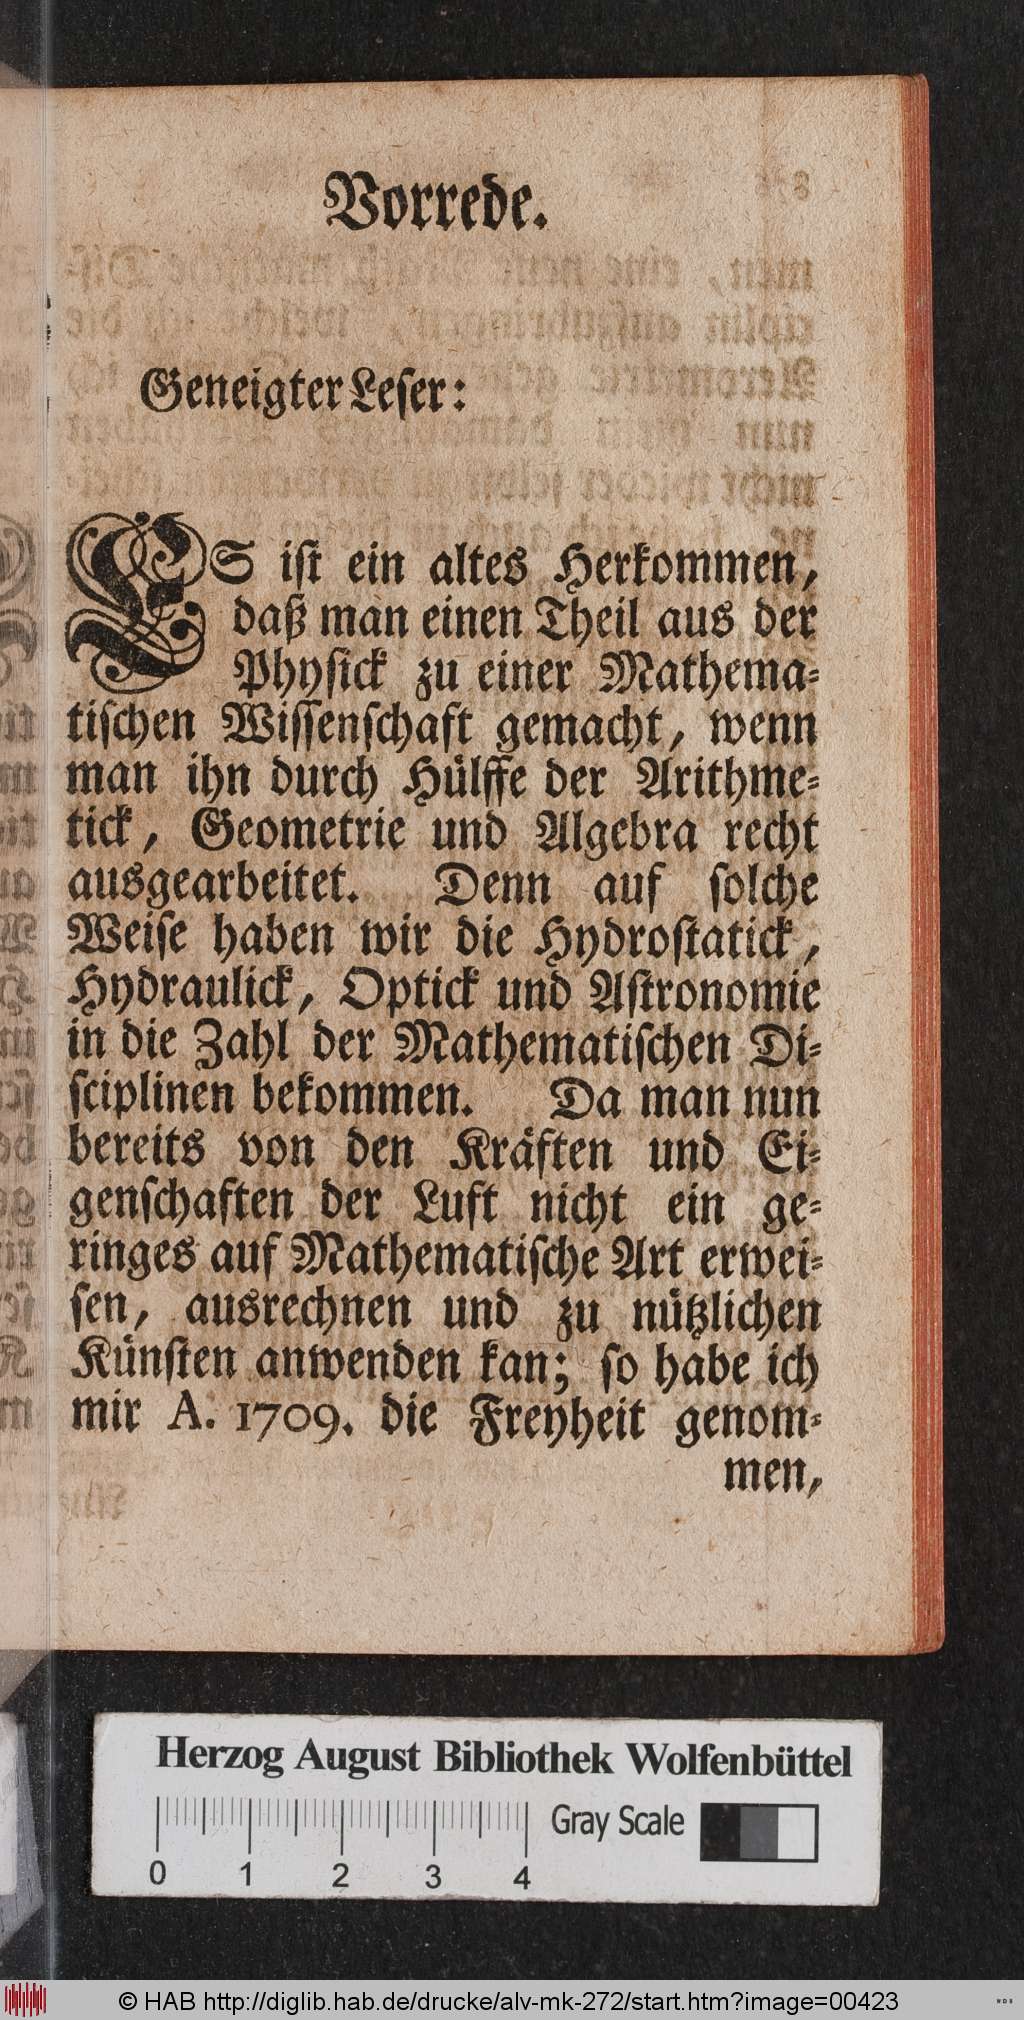 Vorrede.
Geneigter Leser:
ES ist ein altes Herkommen,
daß man einen Theil aus der
Physick zu einer Mathema-
tischen Wissenschaft gemacht, wenn
man ihn durch Hülffe der Arithme-
tick, Geometrie und Algebra recht
ausgearbeitet. Denn auf solche
Weise haben wir die Hydrostatick,
Hydraulick, Optick und Astronomie
in die Zahl der Mathematischen Di-
sciplinen bekommen. Da man nun
bereits von den Kräften und Ei-
genschaften der Luft nicht ein ge-
ringes auf Mathematische Art erwei-
sen, ausrechnen und zu nützlichen
Künsten anwenden kan; so habe ich
mir A. 1709. die Freyheit genom-
men,
Herzog August Bibliothek Wolfenbüttel
Gray Scale
0 1 2 3 4
© HAB http://diglib.hab.de/drucke/alv-mk-272/start.htm?image=00423